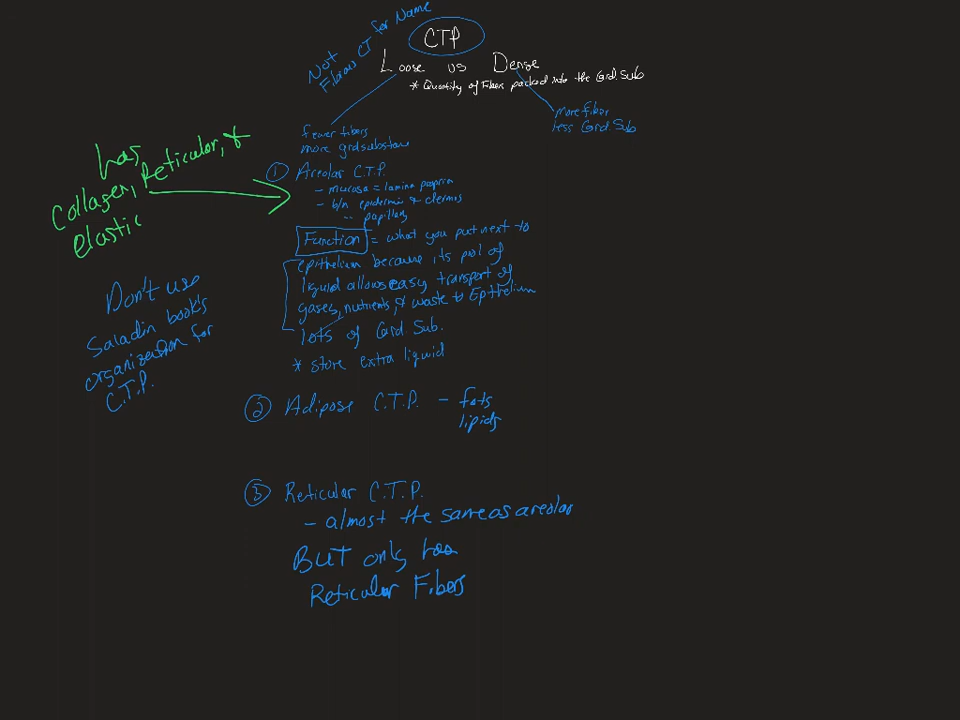 CTP
Not Fibrous CT for Name
Loose vs Dense
* Quantity of Fibers packed into the Grd. Sub
fewer fibers
more grd substance
more fiber
less Grd. Sub
has
Collagen, Reticular, &
elastic
① Areolar C.T.P.
- mucosa = lamina propria
- b/n epidermis & dermis
papillary
Function = what you put next to
epithelium because its pool of
liquid allows easy transport of
gases, nutrients, & waste to Epithelium
lots of Grd Sub.
* store extra liquid
Don't use
Saladin book's
organization for
C.T.P.
② Adipose C.T.P. - fats
lipids
③ Reticular C.T.P.
- almost the same as areolar
BUT only has
Reticular Fibers